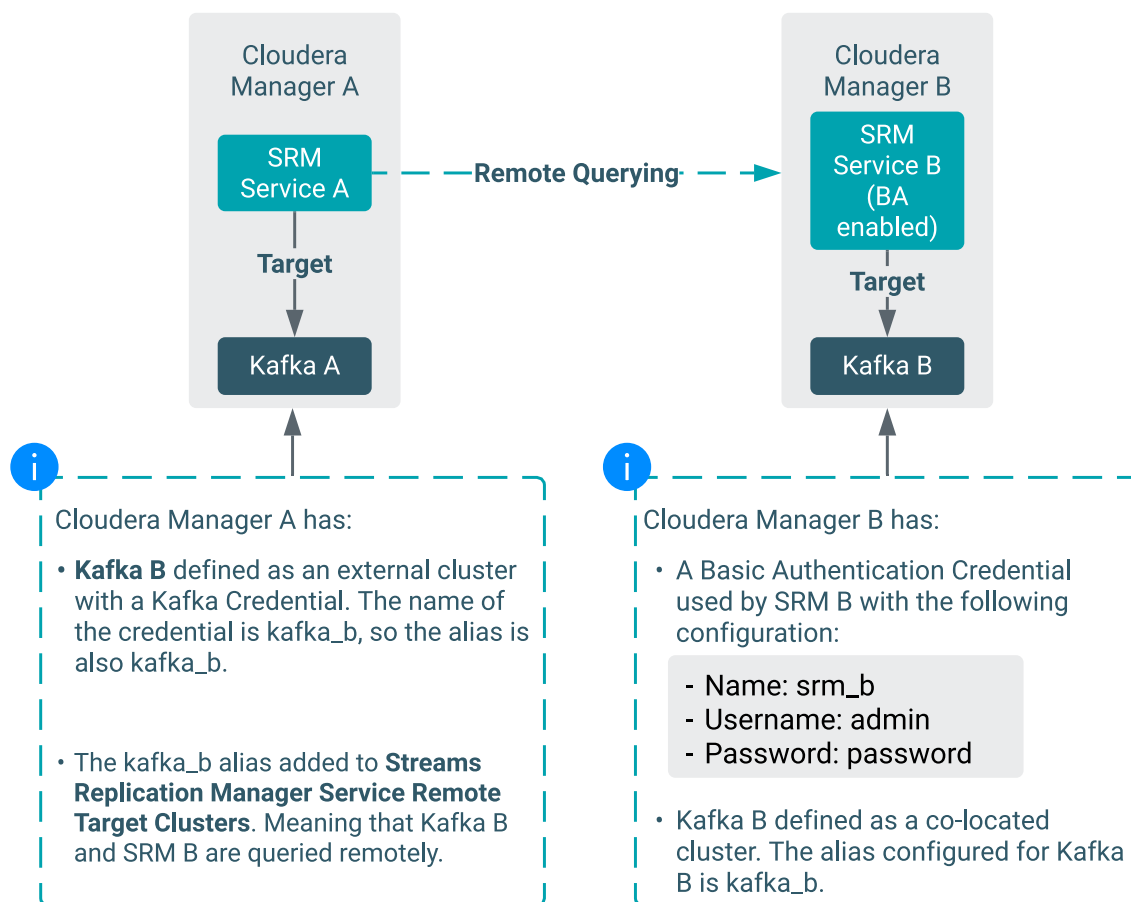 Cloudera
Manager A
SRM
Service A
Remote Querying
Target
Kafka A
Cloudera
Manager B
SRM
Service B
(BA
enabled)
Target
Kafka B
i
Cloudera Manager A has:
• Kafka B defined as an external cluster
with a Kafka Credential. The name of
the credential is kafka_b, so the alias is
also kafka_b.
• The kafka_b alias added to Streams
Replication Manager Service Remote
Target Clusters. Meaning that Kafka B
and SRM B are queried remotely.
i
Cloudera Manager B has:
• A Basic Authentication Credential
used by SRM B with the following
configuration:
- Name: srm_b
- Username: admin
- Password: password
• Kafka B defined as a co-located
cluster. The alias configured for Kafka
B is kafka_b.